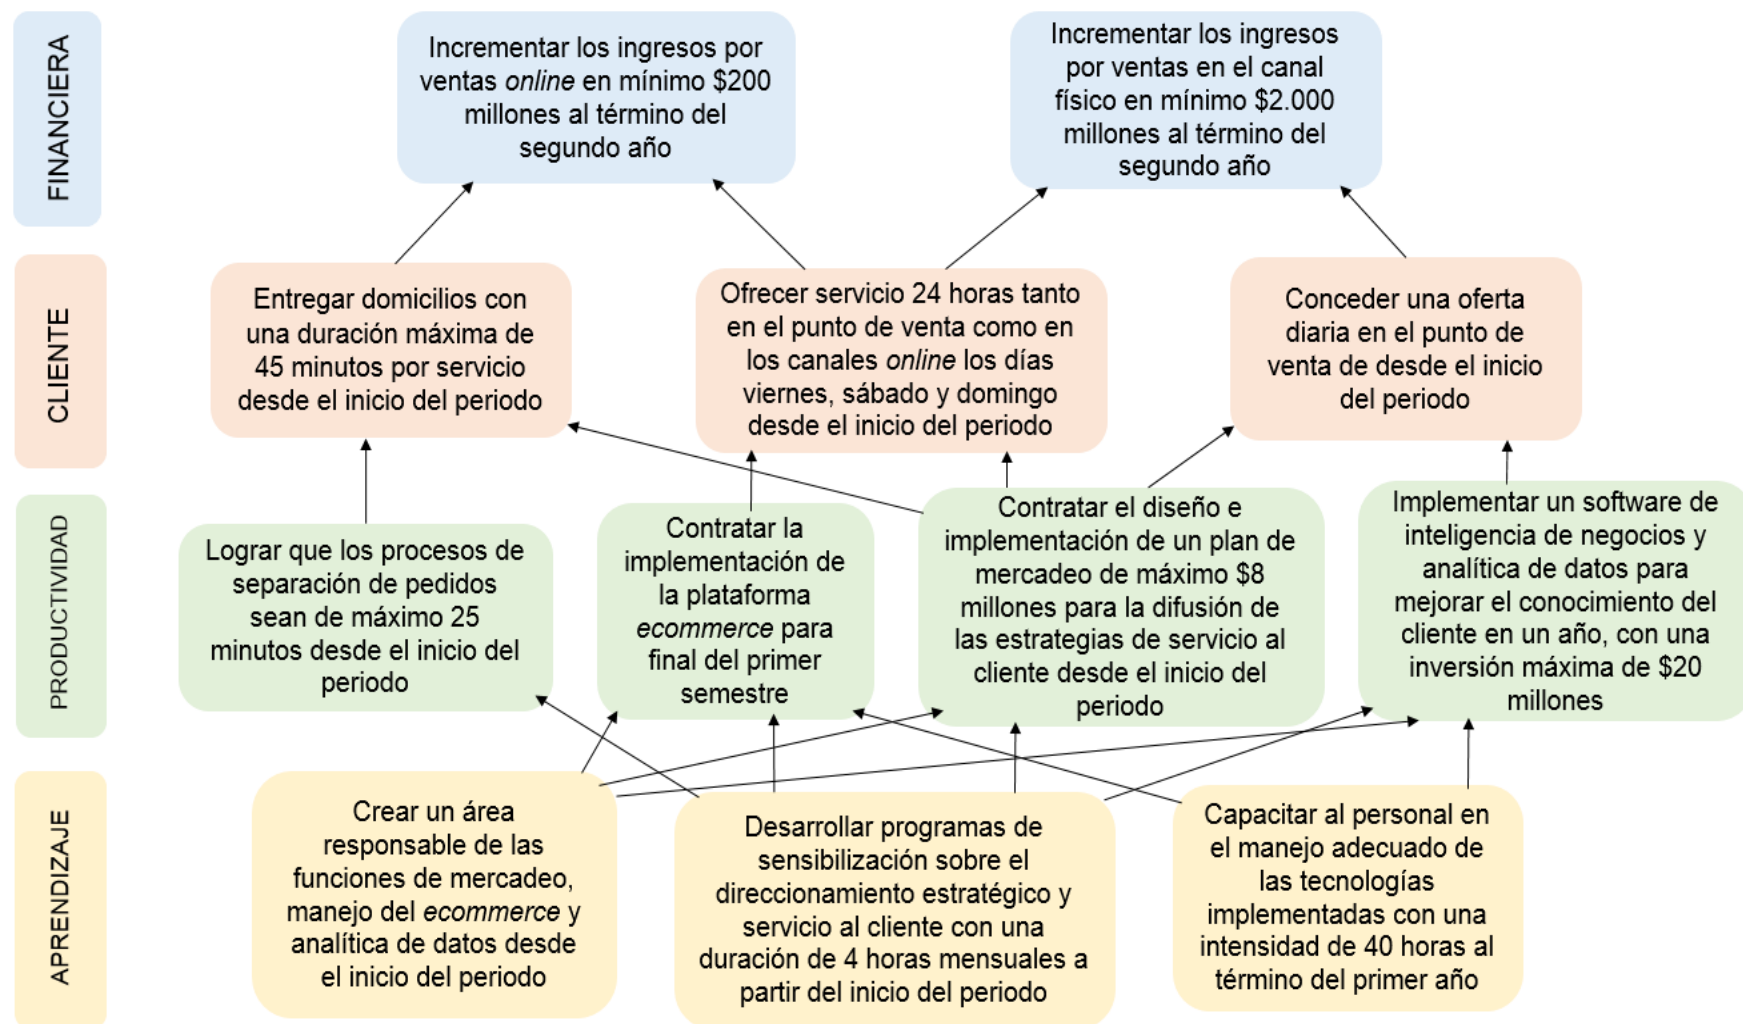 FINANCIERA
Incrementar los ingresos por
ventas online en mínimo $200
millones al término del
segundo año
Incrementar los ingresos
por ventas en el canal
físico en mínimo $2.000
millones al término del
segundo año
CLIENTE
Entregar domicilios con
una duración máxima de
45 minutos por servicio
desde el inicio del periodo
Ofrecer servicio 24 horas tanto
en el punto de venta como en
los canales online los días
viernes, sábado y domingo
desde el inicio del periodo
Conceder una oferta
diaria en el punto de
venta de desde el inicio
del periodo
PRODUCTIVIDAD
Lograr que los procesos de
separación de pedidos
sean de máximo 25
minutos desde el inicio del
periodo
Contratar la
implementación de
la plataforma
ecommerce para
final del primer
semestre
Contratar el diseño e
implementación de un plan de
mercadeo de máximo $8
millones para la difusión de
las estrategias de servicio al
cliente desde el inicio del
periodo
Implementar un software de
inteligencia de negocios y
analítica de datos para
mejorar el conocimiento del
cliente en un año, con una
inversión máxima de $20
millones
APRENDIZAJE
Crear un área
responsable de las
funciones de mercadeo,
manejo del ecommerce y
analítica de datos desde
el inicio del periodo
Desarrollar programas de
sensibilización sobre el
direccionamiento estratégico y
servicio al cliente con una
duración de 4 horas mensuales a
partir del inicio del periodo
Capacitar al personal en
el manejo adecuado de
las tecnologías
implementadas con una
intensidad de 40 horas al
término del primer año